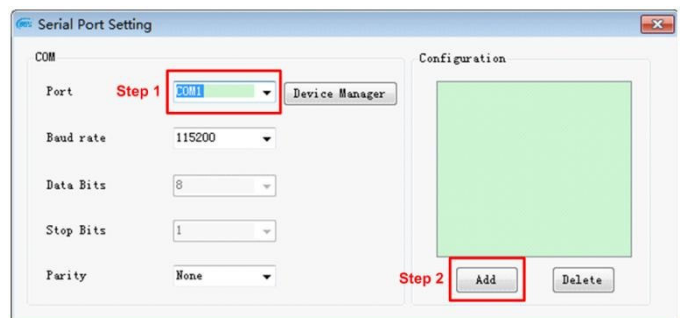 Serial Port Setting
COM
Configuration
Port Step 1 COM1 Device Manager
Baud rate 115200
Data Bits 8
Stop Bits 1
Parity None
Step 2 Add Delete